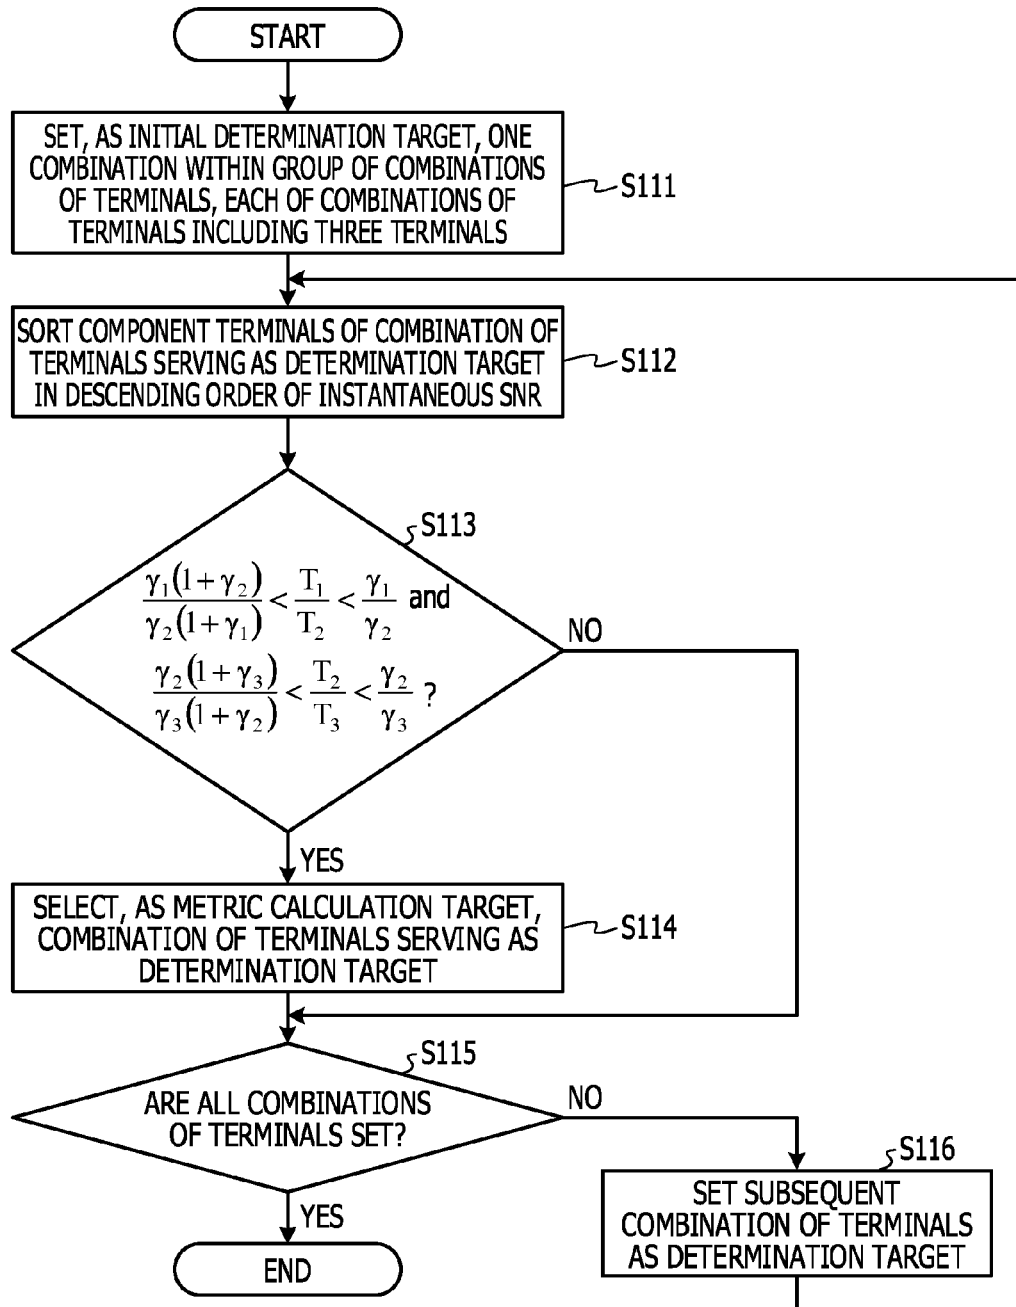 START
SET, AS INITIAL DETERMINATION TARGET, ONE
COMBINATION WITHIN GROUP OF COMBINATIONS
OF TERMINALS, EACH OF COMBINATIONS OF
TERMINALS INCLUDING THREE TERMINALS
S111
SORT COMPONENT TERMINALS OF COMBINATION OF
TERMINALS SERVING AS DETERMINATION TARGET
IN DESCENDING ORDER OF INSTANTANEOUS SNR
S112
S113
γ₁(1+γ₂)/γ₂(1+γ₁) < T₁/T₂ < γ₁/γ₂ and
γ₂(1+γ₃)/γ₃(1+γ₂) < T₂/T₃ < γ₂/γ₃ ?
NO
YES
SELECT, AS METRIC CALCULATION TARGET,
COMBINATION OF TERMINALS SERVING AS
DETERMINATION TARGET
S114
S115
ARE ALL COMBINATIONS
OF TERMINALS SET?
NO
YES
S116
SET SUBSEQUENT
COMBINATION OF TERMINALS
AS DETERMINATION TARGET
END